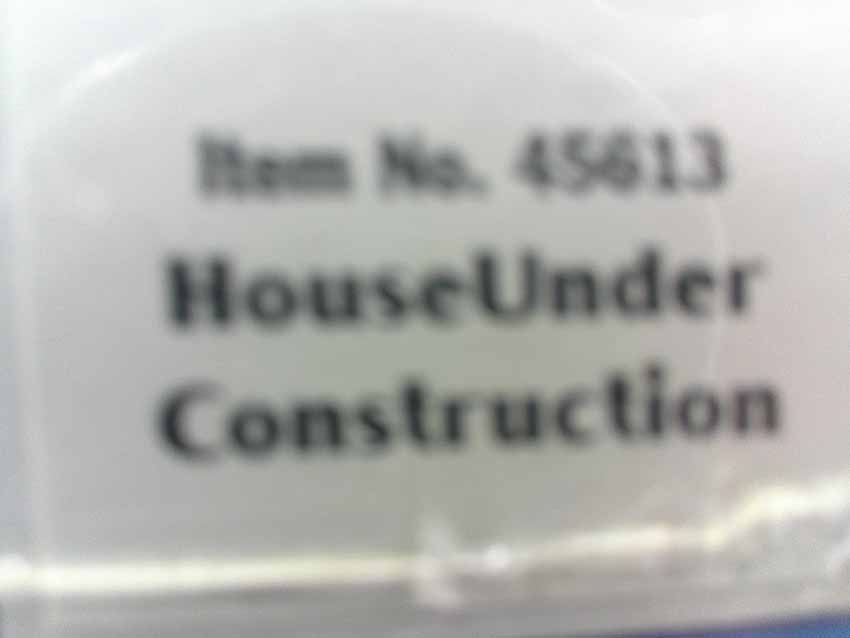 Item No. 45613
HouseUnder
Construction